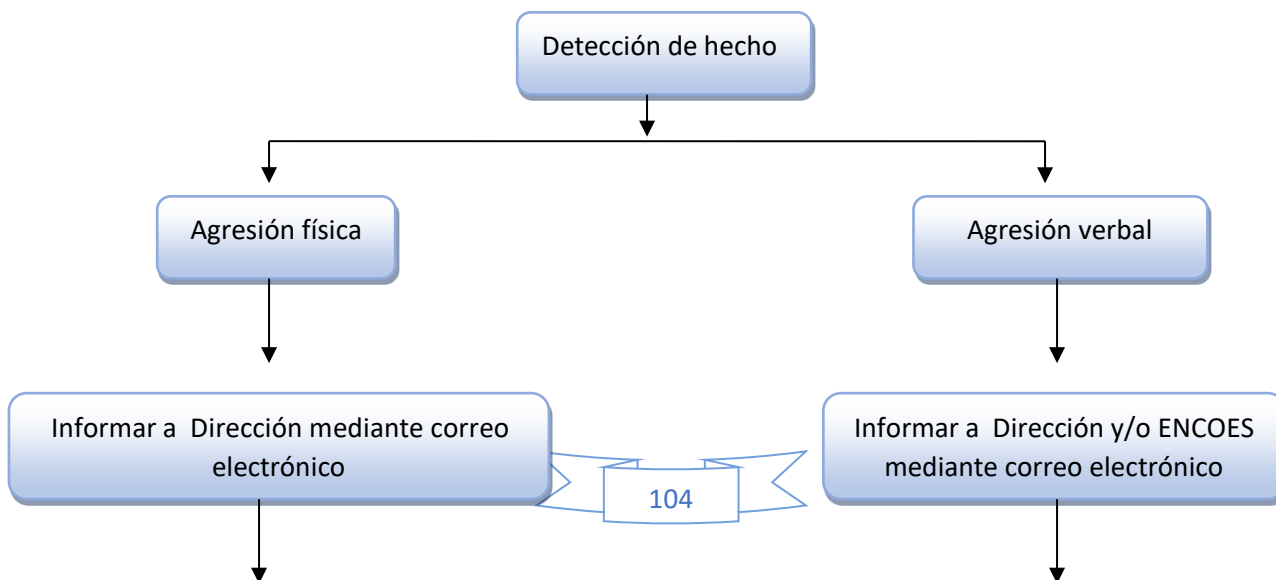 Detección de hecho
Agresión física
Agresión verbal
Informar a Dirección mediante correo
electrónico
Informar a Dirección y/o ENCOES
mediante correo electrónico
104